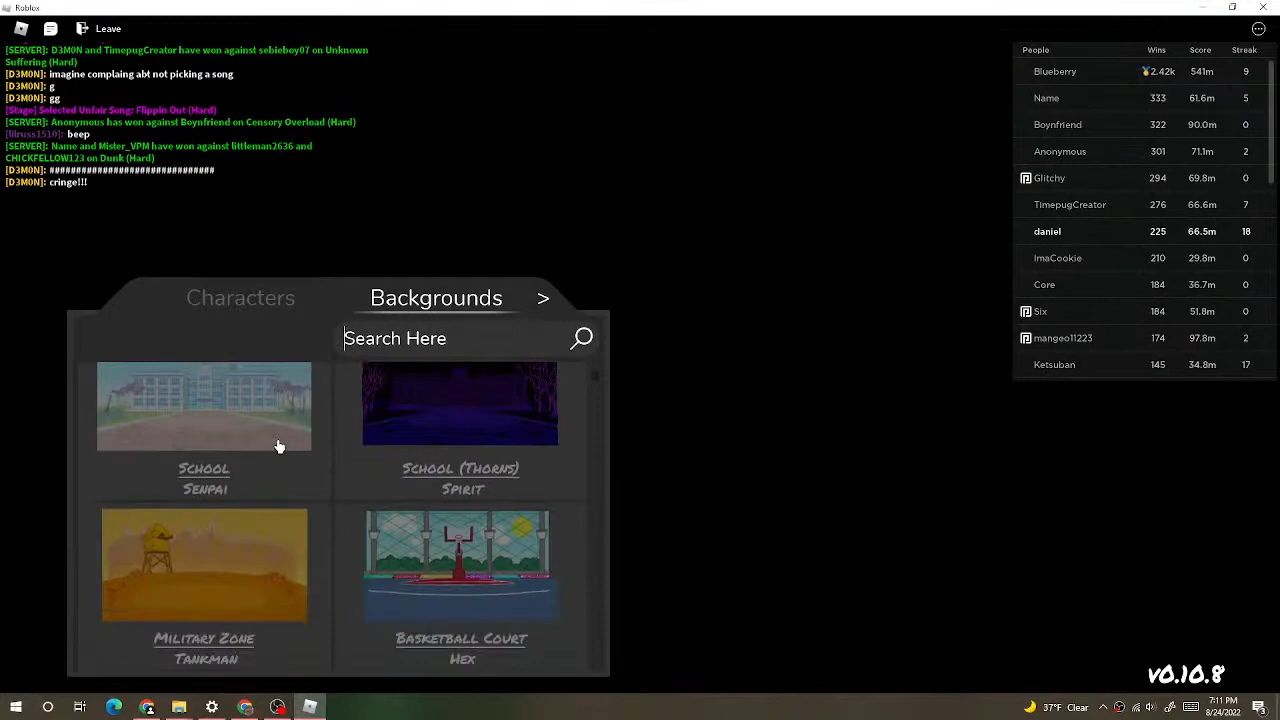 Roblox
Leave
[SERVER]: D3M0N and TimepugCreator have won against sebieboy07 on Unknown
Suffering (Hard)
[D3M0N]: imagine complaing abt not picking a song
[D3M0N]: g
[D3M0N]: gg
[Stage] Selected Unfair Song: Flippin Out (Hard)
[SERVER]: Anonymous has won against Boynfriend on Censory Overload (Hard)
[lilruss1510]: beep
[SERVER]: Name and Mister_VPM have won against littleman2636 and
CHICKFELLOW123 on Dunk (Hard)
[D3M0N]: ###############################
[D3M0N]: cringe!!!
People Wins Score Streak
Blueberry 2.42k 541m 9
Name 333 61.6m 5
Boynfriend 322 90.0m 0
Anonymous 301 71.1m 2
Glitchy 294 69.8m 0
TimepugCreator 276 66.6m 7
daniel 225 66.5m 18
ImaCookie 210 29.8m 0
Core 184 36.7m 0
Six 184 51.8m 0
mangeo11223 174 97.8m 2
Ketsuban 145 34.8m 17
Characters Backgrounds >
Search Here
School School (Thorns)
Senpai Spirit
Military Zone Basketball Court
Tankman Hex
v0.10.8
37°F Clear
7:11 PM
8/24/2022